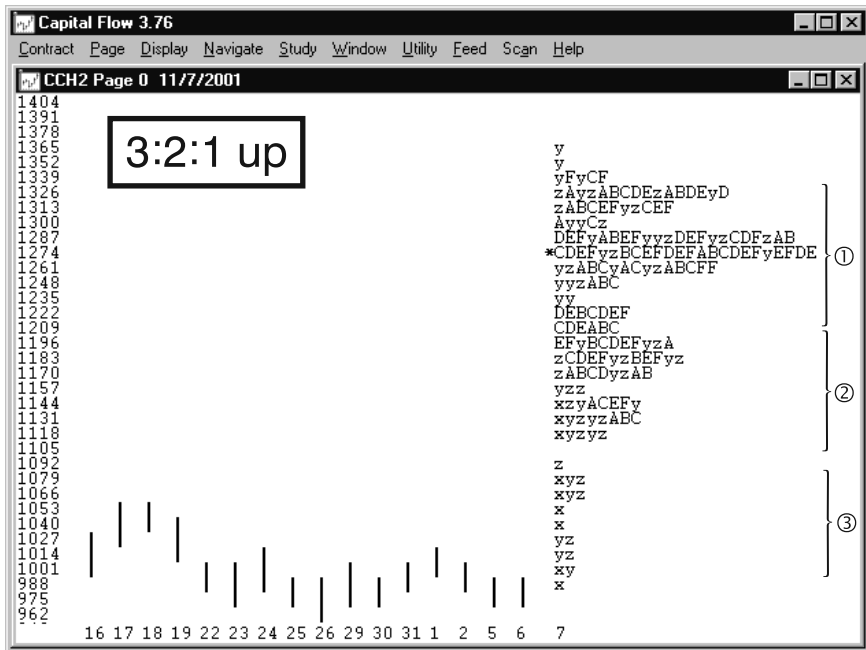 Capital Flow 3.76
Contract Page Display Navigate Study Window Utility Feed Scan Help
CCH2 Page 0 11/7/2001
3:2:1 up
1404
1391
1378
1365 y
1352 y
1339 yFyCF
1326 zAyzABCDEzABDEyD
1313 zABCEFyzCEF
1300 AyyCz
1287 DEFyABEFyyzDEFyzCDFzAB
1274 *CDEFyzBCEFDEFABCDEFyEFDE ①
1261 yzABCyACyzABCFF
1248 yyzABC
1235 yy
1222 DEBCDEF
1209 CDEABC
1196 EFyBCDEFyzA
1183 zCDEFyzBEFyz
1170 zABCDyzAB
1157 yzz
1144 xzyACEFy ②
1131 xyzyzABC
1118 xyzyz
1105
1092 z
1079 xyz
1066 xyz
1053 x
1040 x ③
1027 yz
1014 yz
1001 xy
988 x
975
962
16 17 18 19 22 23 24 25 26 29 30 31 1 2 5 6 7